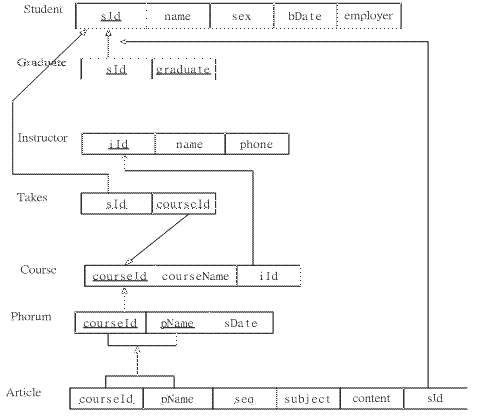 Student sId name sex bDate employer
Graduate sId graduate
Instructor iId name phone
Takes sId courseId
Course courseId courseName iId
Phorum courseId pName sDate
Article courseId pName seq subject content sId